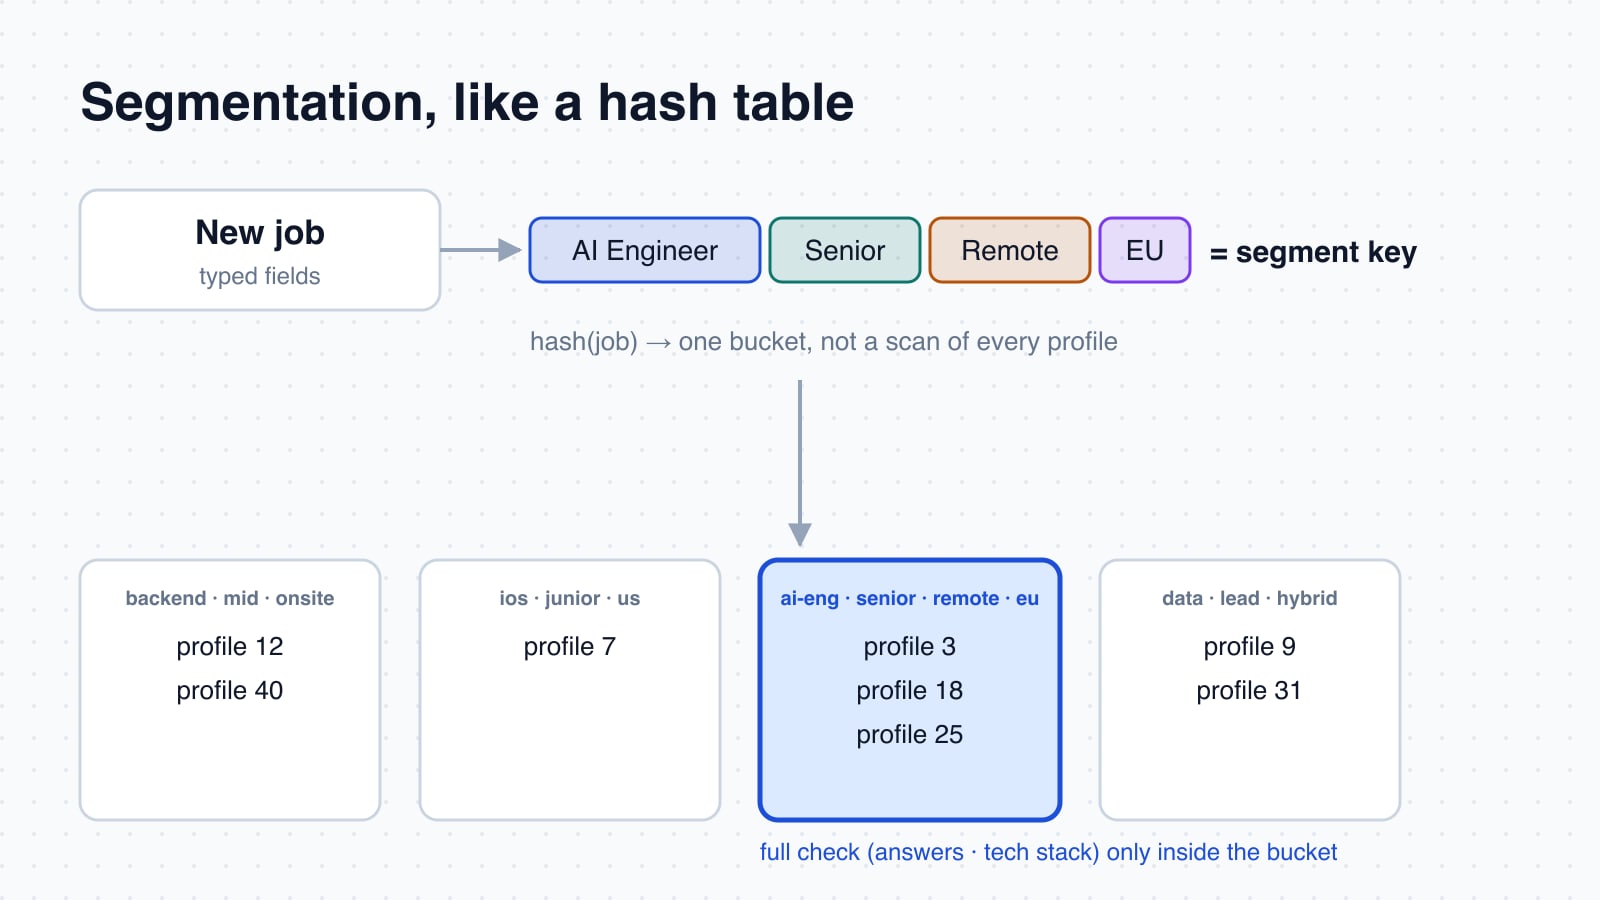 Segmentation, like a hash table
New job
typed fields
AI Engineer
Senior
Remote
EU
= segment key
hash(job) → one bucket, not a scan of every profile
backend · mid · onsite
profile 12
profile 40
ios · junior · us
profile 7
ai-eng · senior · remote · eu
profile 3
profile 18
profile 25
data · lead · hybrid
profile 9
profile 31
full check (answers · tech stack) only inside the bucket